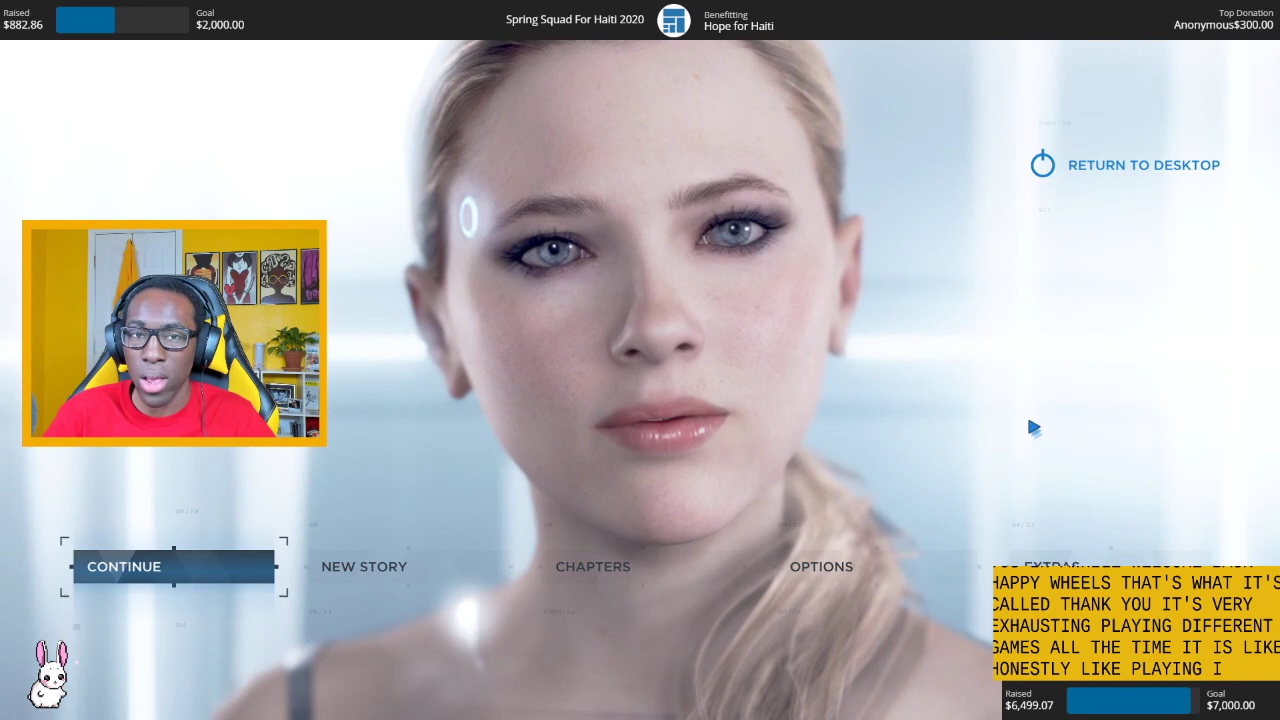 Raised
$882.86
Goal
$2,000.00
Spring Squad For Haiti 2020
Benefitting
Hope for Haiti
Top Donation
Anonymous$300.00
RETURN TO DESKTOP
CONTINUE
NEW STORY
CHAPTERS
OPTIONS
HAPPY WHEELS THAT'S WHAT IT'S
CALLED THANK YOU IT'S VERY
EXHAUSTING PLAYING DIFFERENT
GAMES ALL THE TIME IT IS LIKE
HONESTLY LIKE PLAYING I
Raised
$6,499.07
Goal
$7,000.00